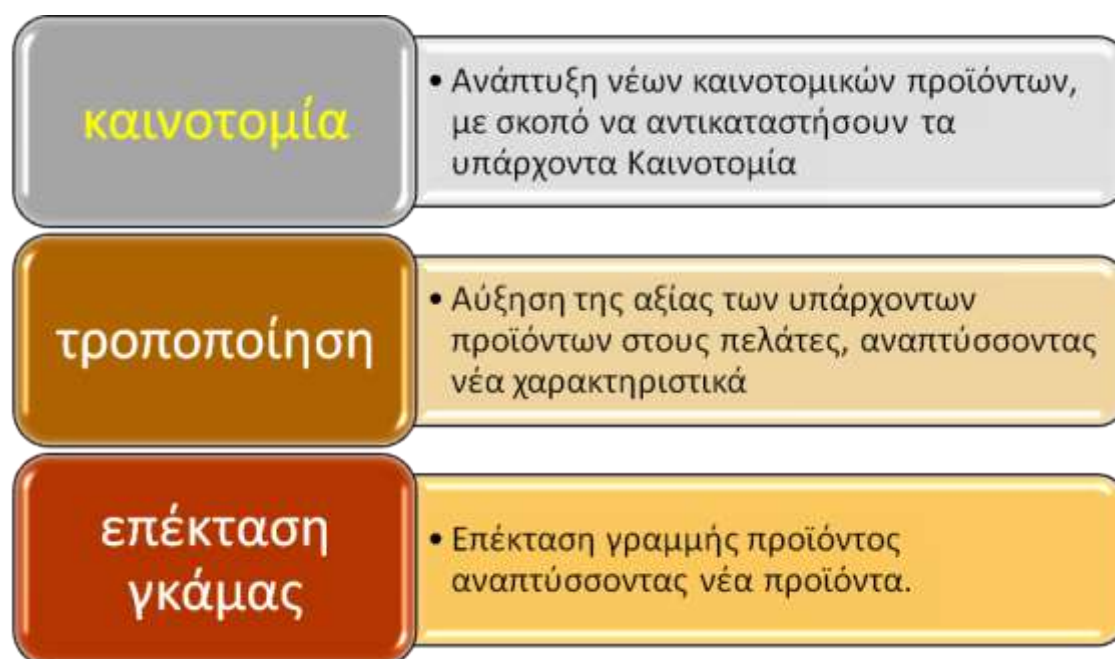 καινοτομία
• Ανάπτυξη νέων καινοτομικών προϊόντων,
με σκοπό να αντικαταστήσουν τα
υπάρχοντα Καινοτομία
τροποποίηση
• Αύξηση της αξίας των υπάρχοντων
προϊόντων στους πελάτες, αναπτύσσοντας
νέα χαρακτηριστικά
επέκταση
γκάμας
• Επέκταση γραμμής προϊόντος
αναπτύσσοντας νέα προϊόντα.